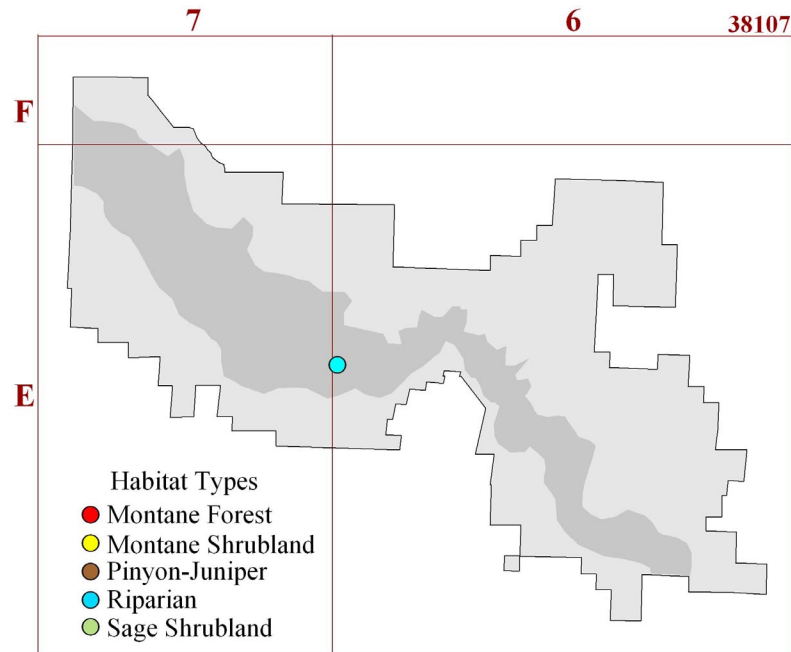 7 6 38107
F
E
Habitat Types
Montane Forest
Montane Shrubland
Pinyon-Juniper
Riparian
Sage Shrubland